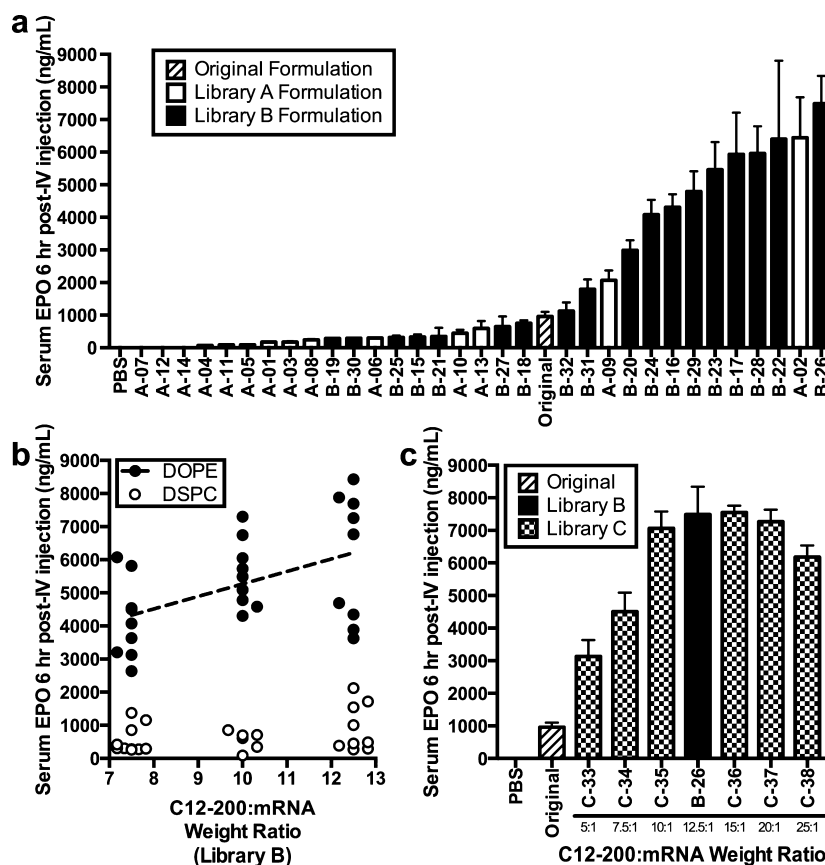 a
Serum EPO 6 hr post-IV injection (ng/mL)
9000
8000
7000
6000
5000
4000
3000
2000
1000
0
Original Formulation
Library A Formulation
Library B Formulation
PBS
A-07
A-12
A-14
A-04
A-11
A-05
A-01
A-03
A-08
B-19
B-30
A-06
B-25
B-15
B-21
A-10
A-13
B-27
B-18
Original
B-32
B-31
A-09
B-20
B-24
B-16
B-29
B-23
B-17
B-28
B-22
A-02
B-26
b
Serum EPO 6 hr post-IV injection (ng/mL)
9000
8000
7000
6000
5000
4000
3000
2000
1000
0
DOPE
DSPC
7 8 9 10 11 12 13
C12-200:mRNA
Weight Ratio
(Library B)
c
Serum EPO 6 hr post-IV injection (ng/mL)
9000
8000
7000
6000
5000
4000
3000
2000
1000
0
Original
Library B
Library C
PBS
Original
C-33
C-34
C-35
B-26
C-36
C-37
C-38
5:1 7.5:1 10:1 12.5:1 15:1 20:1 25:1
C12-200:mRNA Weight Ratio